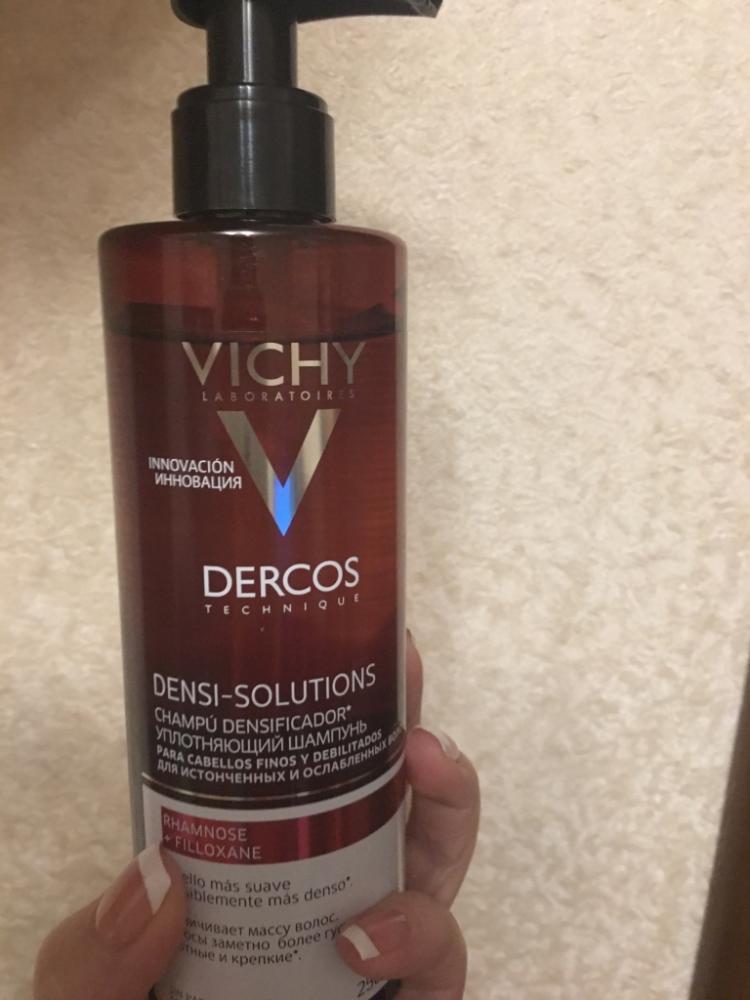 VICHY
LABORATOIRES
INNOVACIÓN
ИННОВАЦИЯ
DERCOS
TECHNIQUE
DENSI-SOLUTIONS
CHAMPÚ DENSIFICADOR*
УПЛОТНЯЮЩИЙ ШАМПУНЬ
PARA CABELLOS FINOS Y DEBILITADOS
ДЛЯ ИСТОНЧЕННЫХ И ОСЛАБЛЕННЫХ
RHAMNOSE
+ FILLOXANE
más suave
más denso*.
массу волос.
заметно более
и крепкие*.